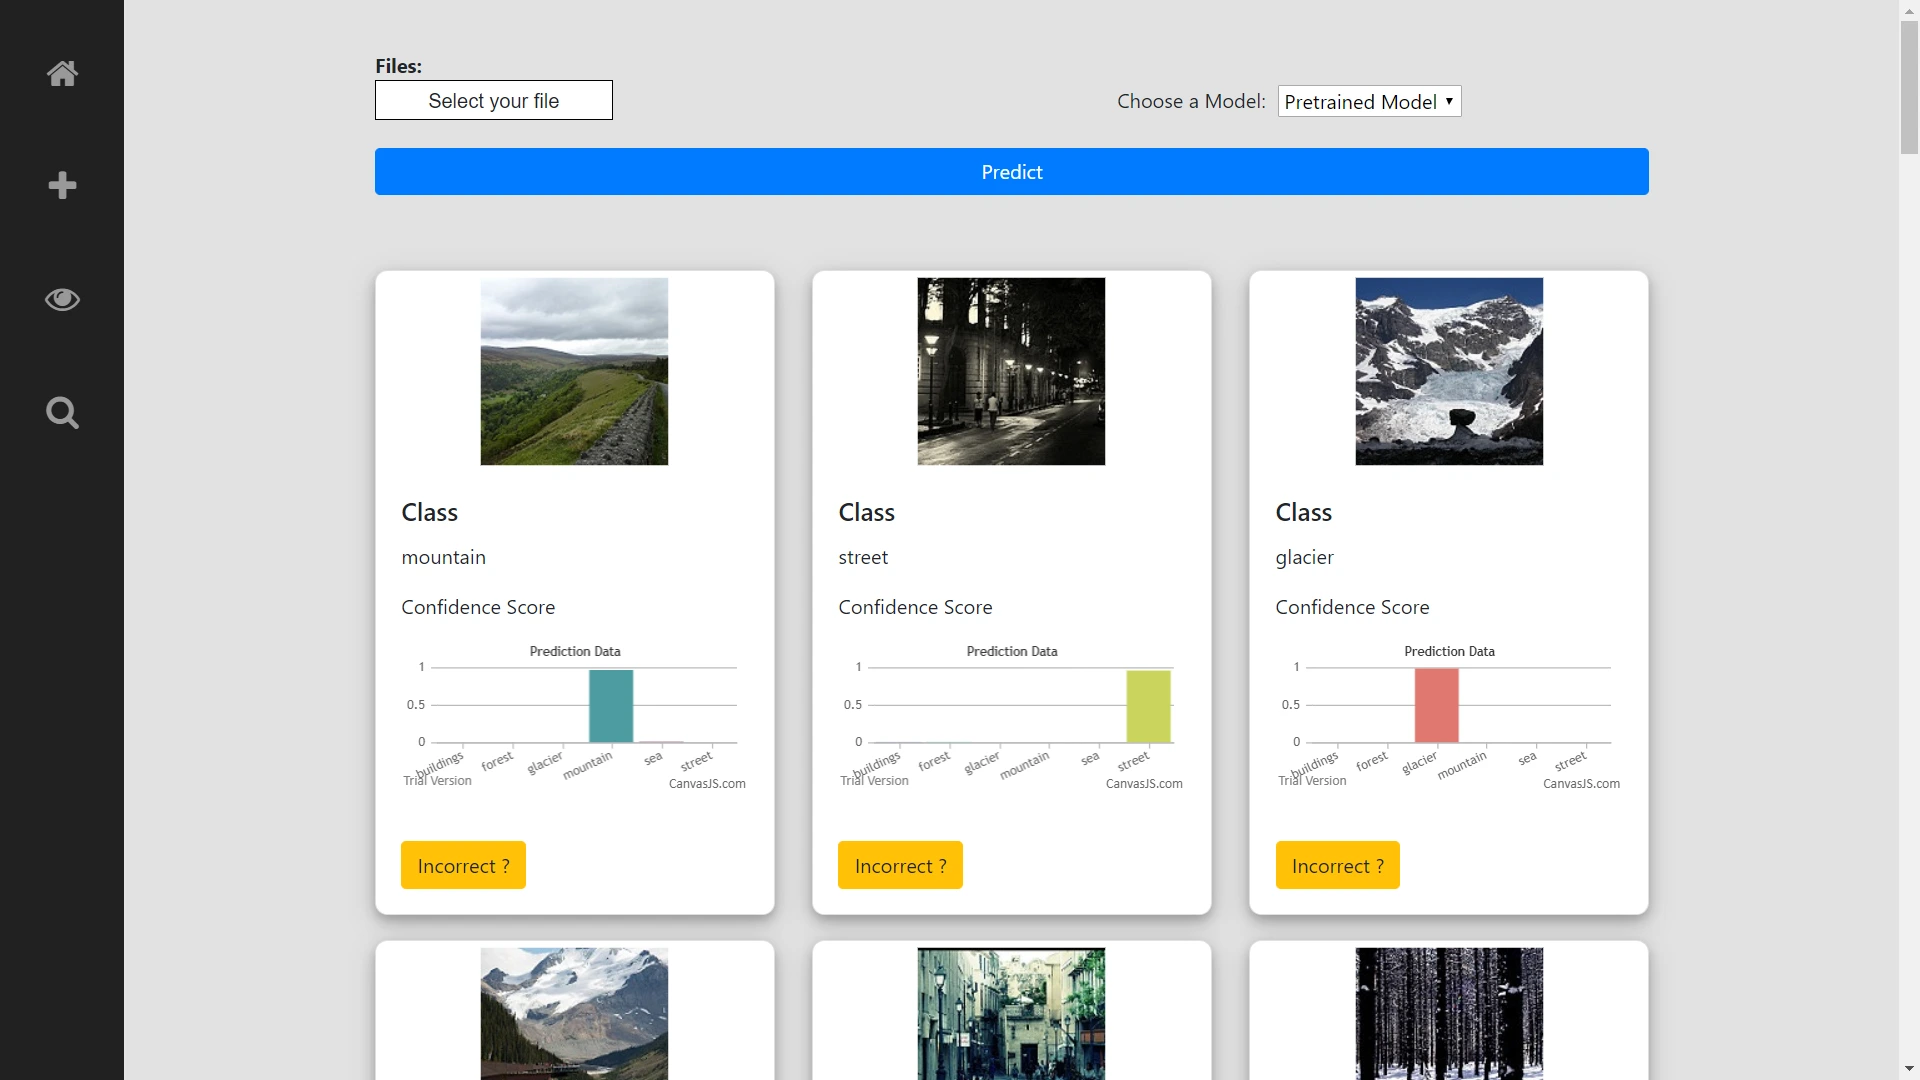 Files:
Select your file
Choose a Model: Pretrained Model
Predict
Class
mountain
Confidence Score
Prediction Data
1
0.5
0
buildings forest glacier mountain sea street
Trial Version
CanvasJS.com
Incorrect ?
Class
street
Confidence Score
Prediction Data
1
0.5
0
buildings forest glacier mountain sea street
Trial Version
CanvasJS.com
Incorrect ?
Class
glacier
Confidence Score
Prediction Data
1
0.5
0
buildings forest glacier mountain sea street
Trial Version
CanvasJS.com
Incorrect ?